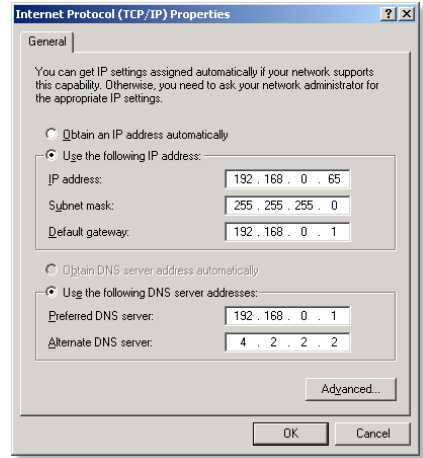 Internet Protocol (TCP/IP) Properties
General
You can get IP settings assigned automatically if your network supports
this capability. Otherwise, you need to ask your network administrator for
the appropriate IP settings.
Obtain an IP address automatically
Use the following IP address:
IP address: 192 . 168 . 0 . 65
Subnet mask: 255 . 255 . 255 . 0
Default gateway: 192 . 168 . 0 . 1
Obtain DNS server address automatically
Use the following DNS server addresses:
Preferred DNS server: 192 . 168 . 0 . 1
Alternate DNS server: 4 . 2 . 2 . 2
Advanced...
OK Cancel